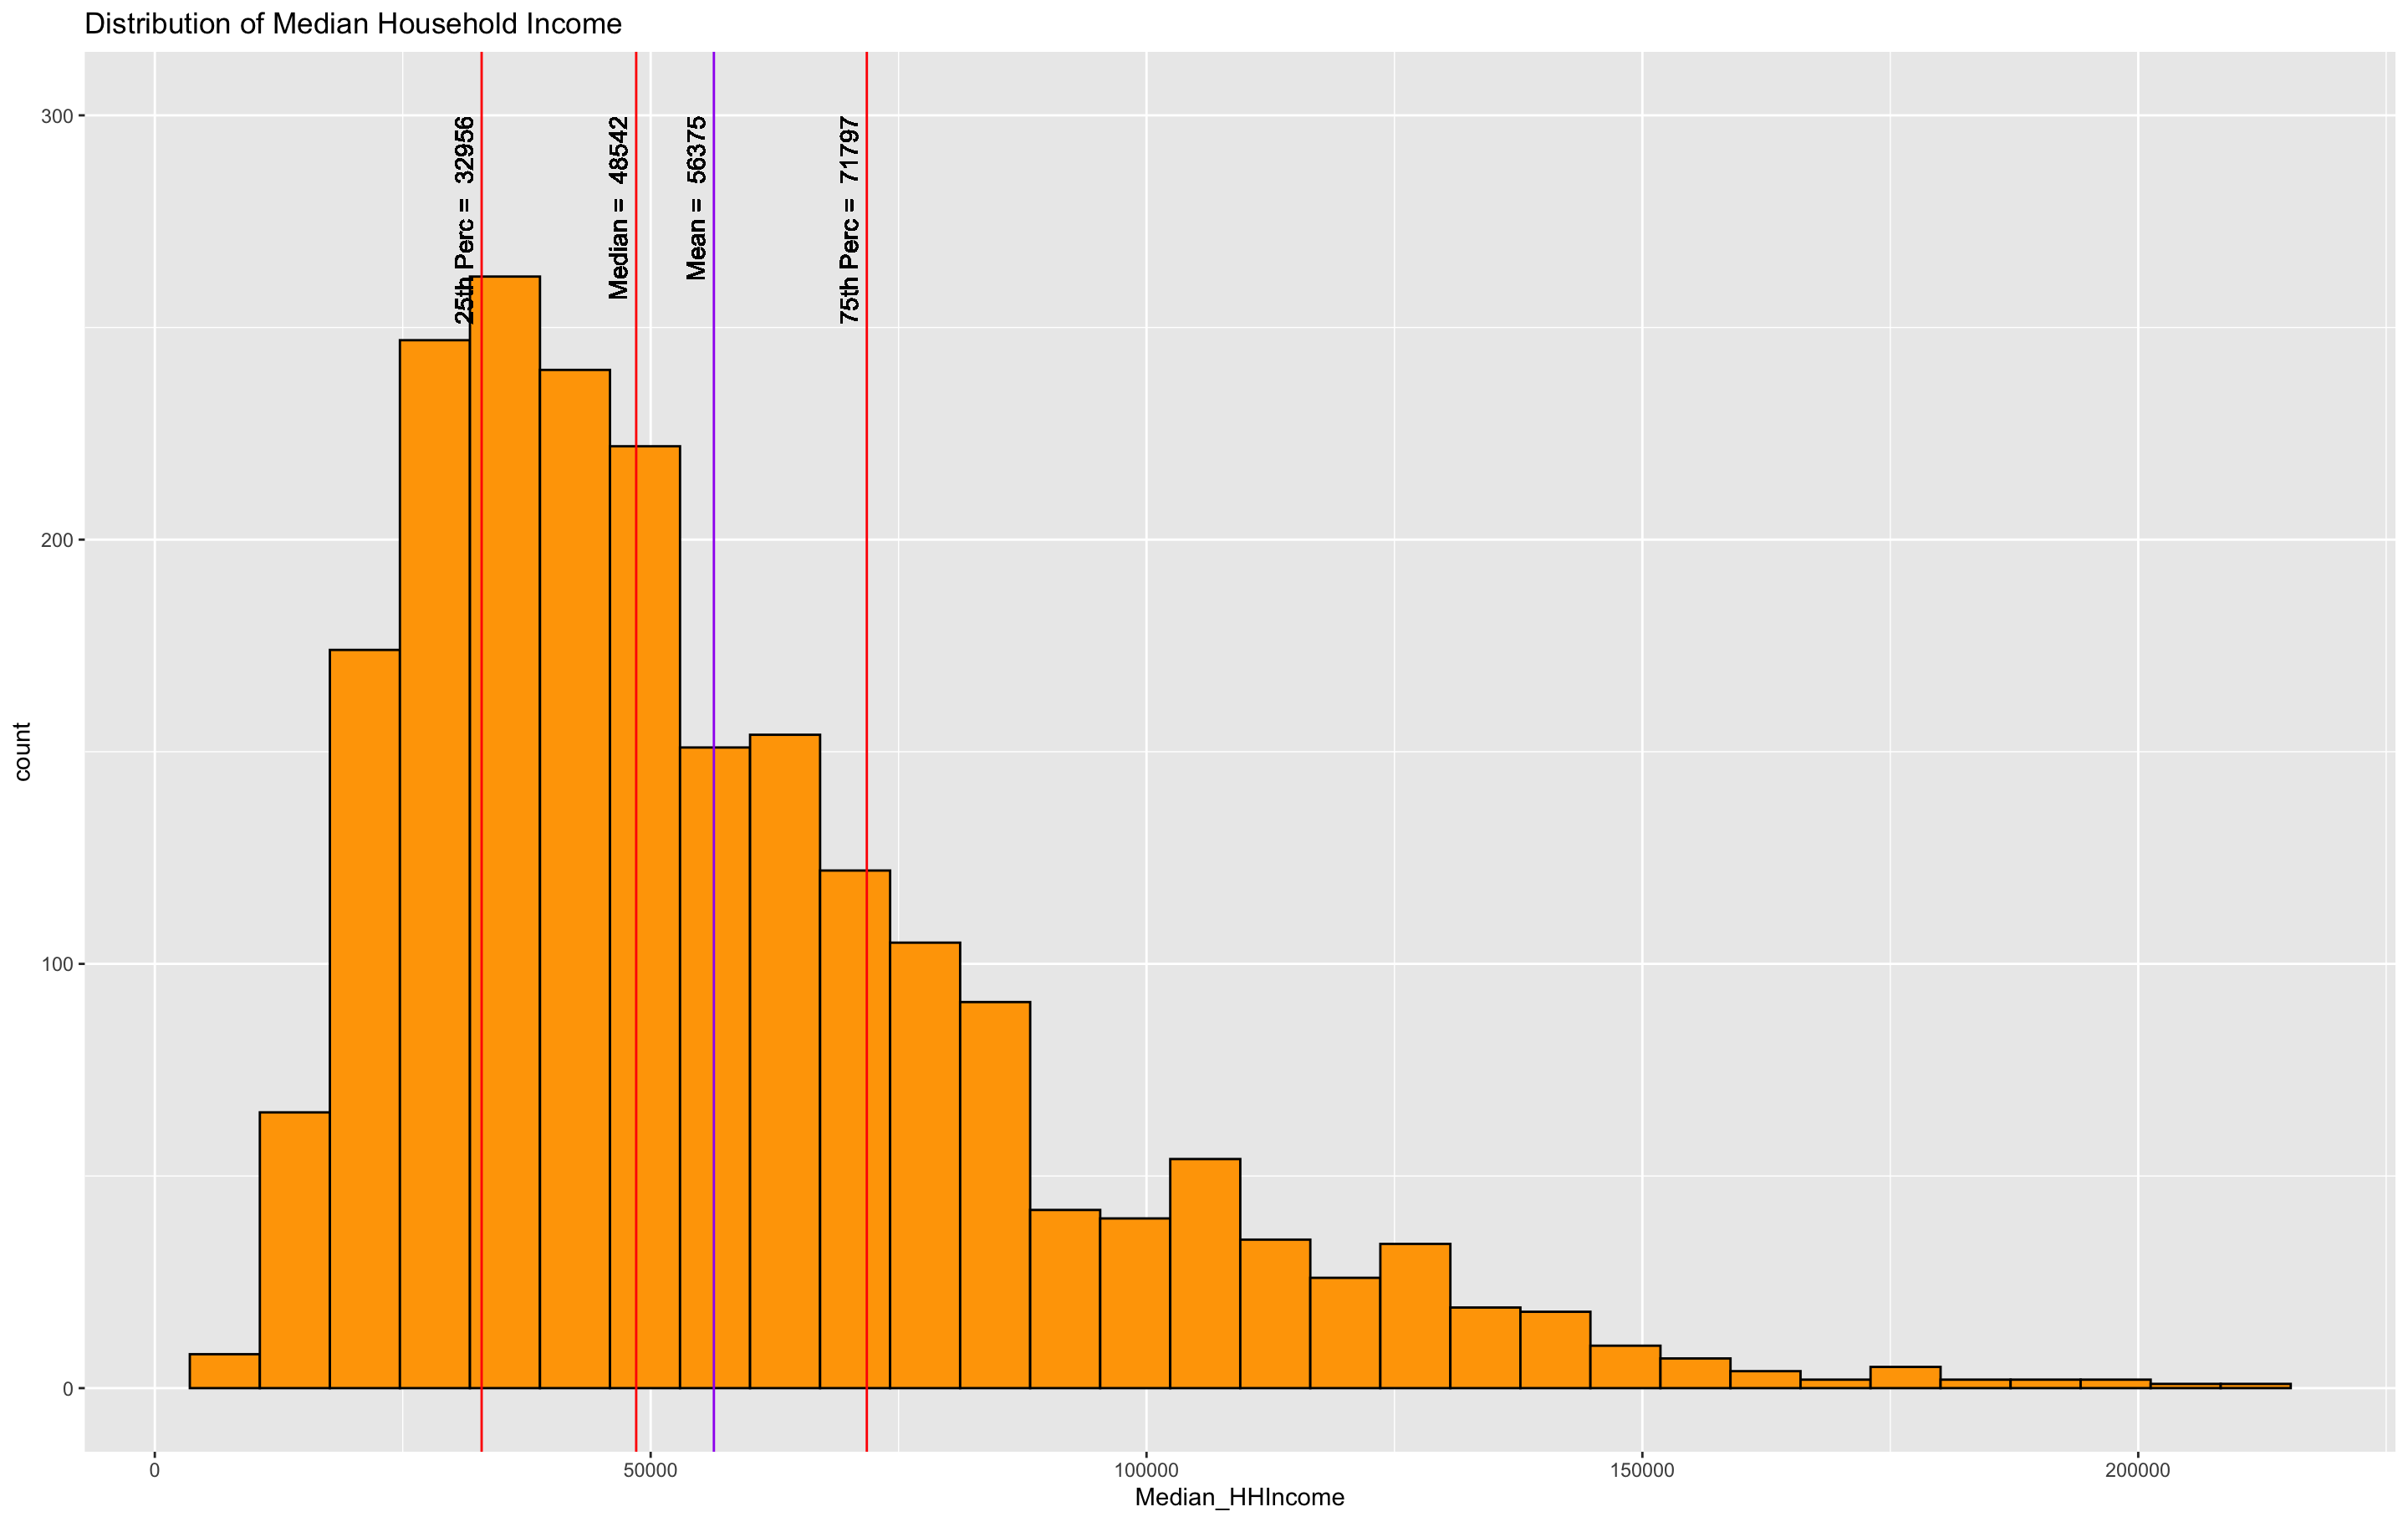 Distribution of Median Household Income
300
200
100
0
count
25th Perc =  32956
Median =  48542
Mean =  56375
75th Perc =  71797
0
50000
100000
150000
200000
Median_HHIncome